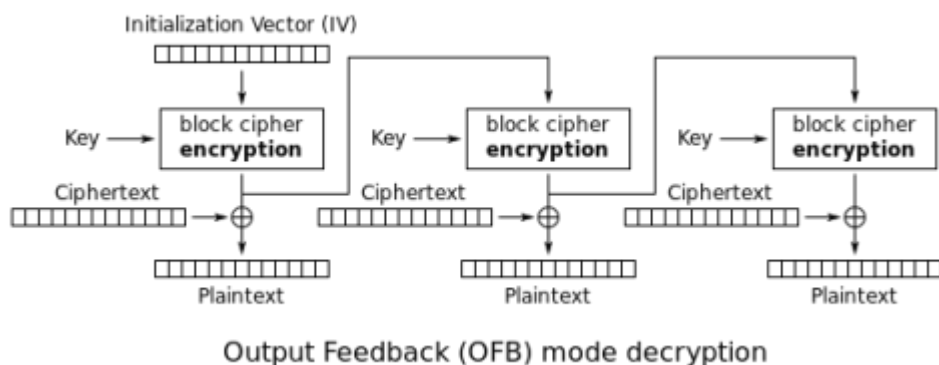 Initialization Vector (IV)
Key
block cipher
encryption
Key
block cipher
encryption
Key
block cipher
encryption
Ciphertext
Ciphertext
Ciphertext
Plaintext
Plaintext
Plaintext
Output Feedback (OFB) mode decryption